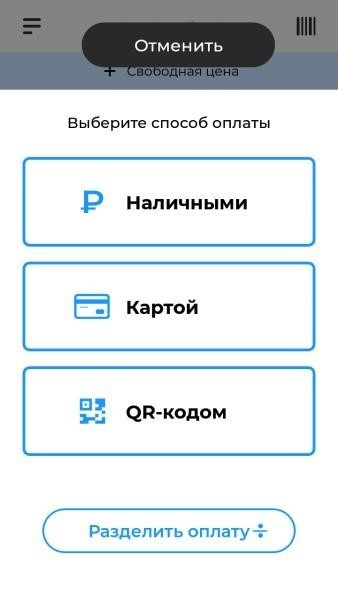 Отменить
+ Свободная цена
Выберите способ оплаты
Наличными
Картой
QR-кодом
Разделить оплату ÷